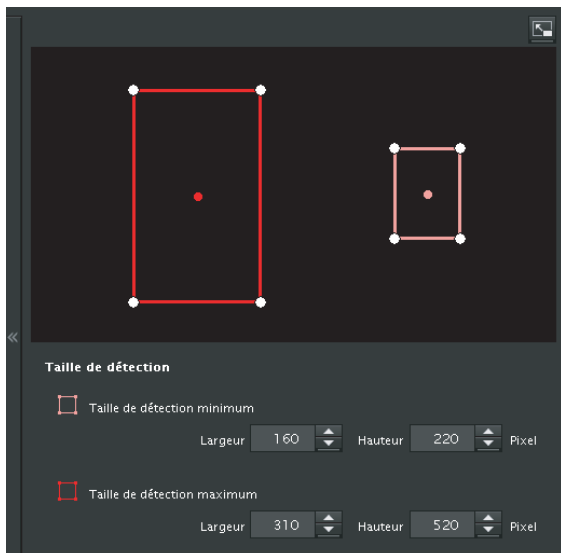 Taille de détection
Taille de détection minimum
Largeur 160 Hauteur 220 Pixel
Taille de détection maximum
Largeur 310 Hauteur 520 Pixel